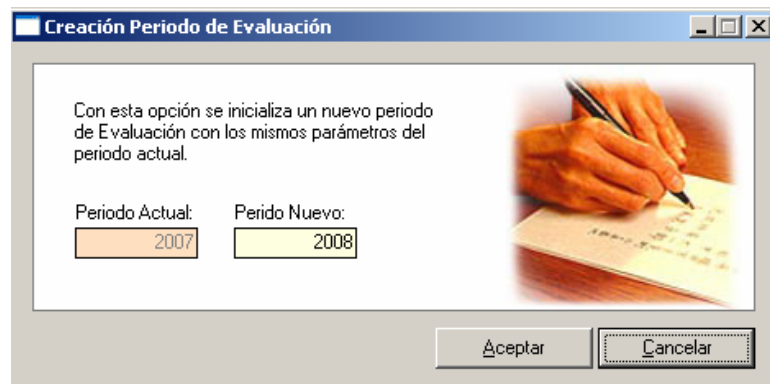 Creación Periodo de Evaluación
Con esta opción se inicializa un nuevo periodo
de Evaluación con los mismos parámetros del
periodo actual.
Periodo Actual: Perido Nuevo:
2007 2008
Aceptar Cancelar